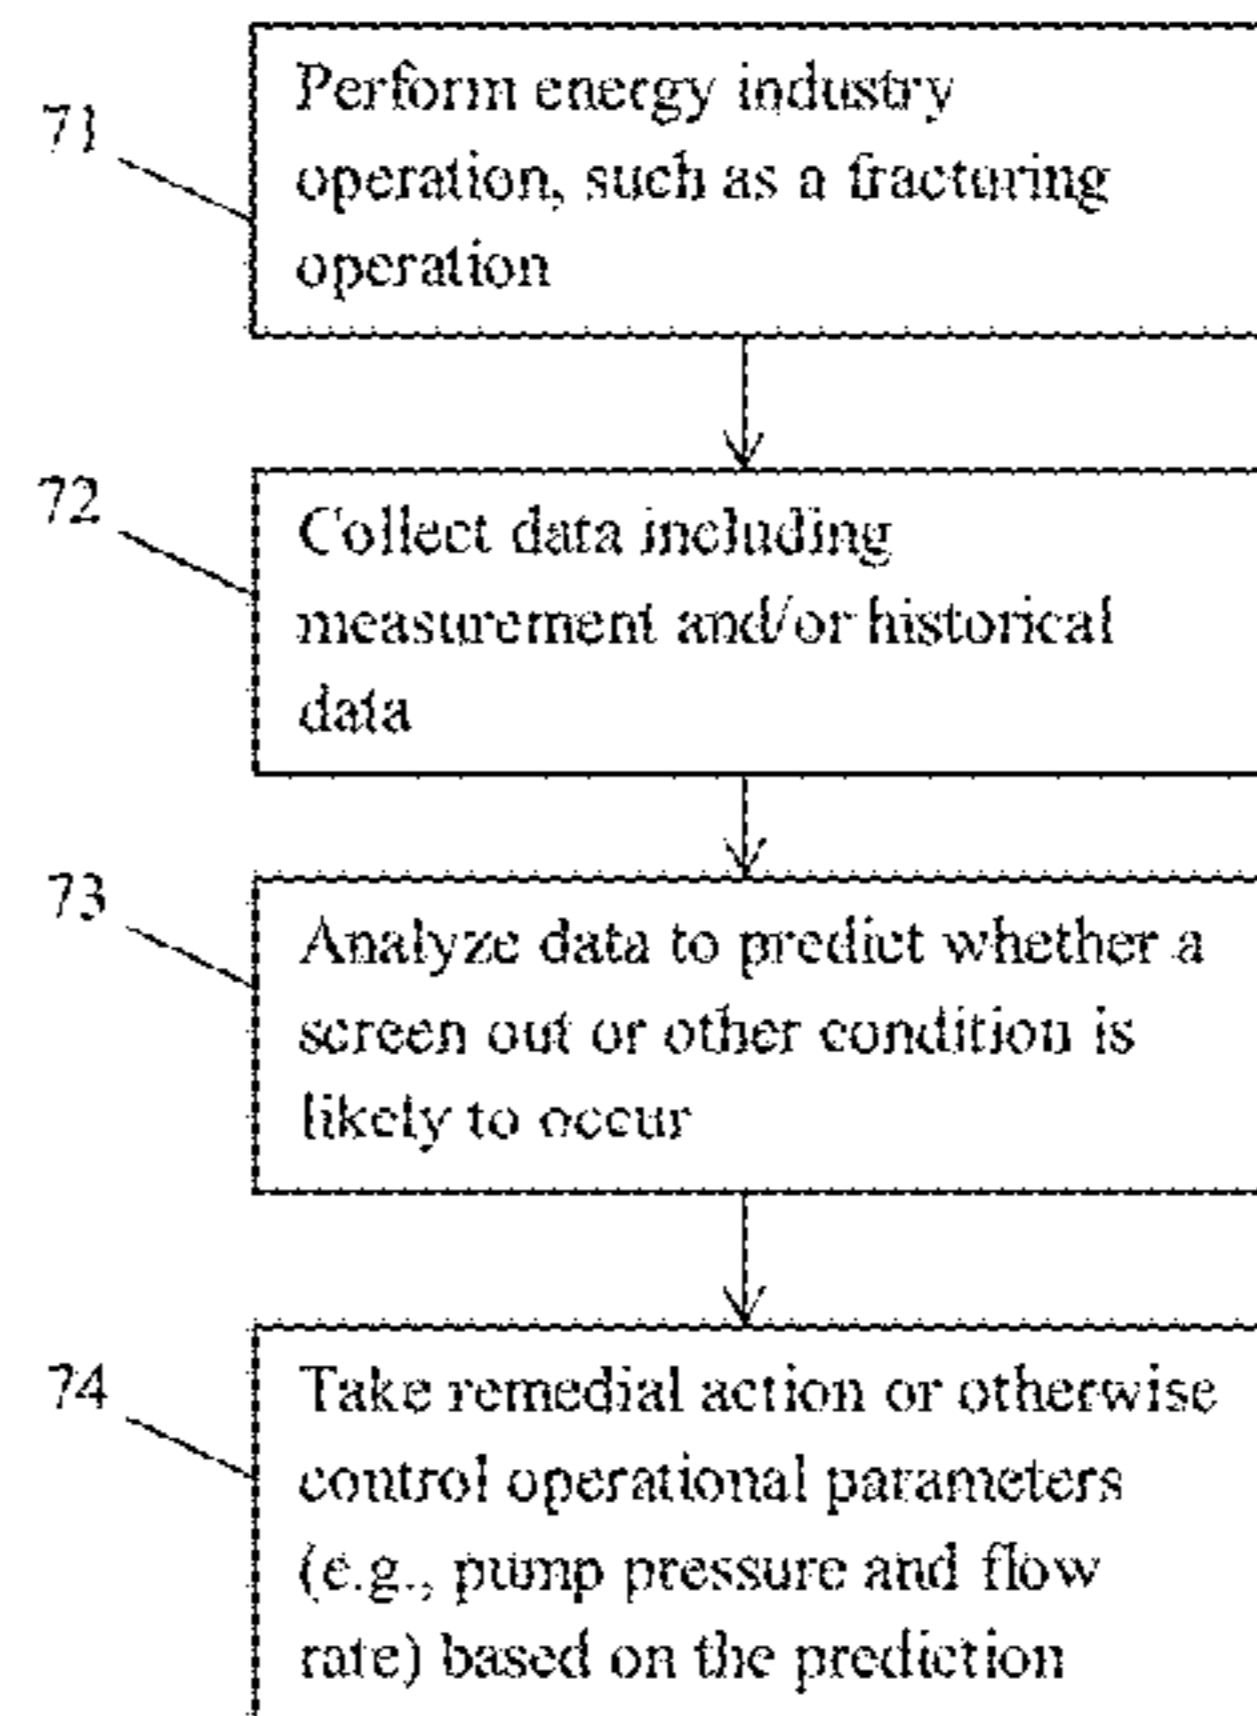 71
Perform energy industry
operation, such as a fracturing
operation
72
Collect data including
measurement and/or historical
data
73
Analyze data to predict whether a
screen out or other condition is
likely to occur
74
Take remedial action or otherwise
control operational parameters
(e.g., pump pressure and flow
rate) based on the prediction